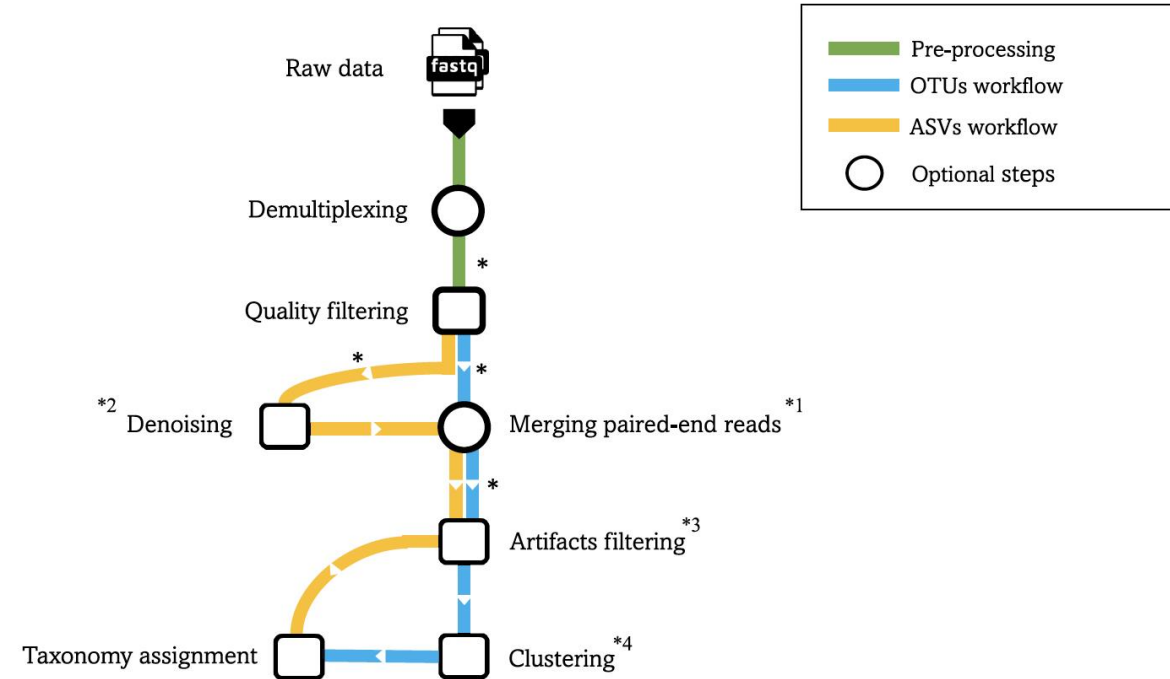 Raw data
fastq
Pre-processing
OTUs workflow
ASVs workflow
Optional steps
Demultiplexing
*
Quality filtering
*
*
*2 Denoising
Merging paired-end reads*1
*
Artifacts filtering*3
Taxonomy assignment
Clustering*4